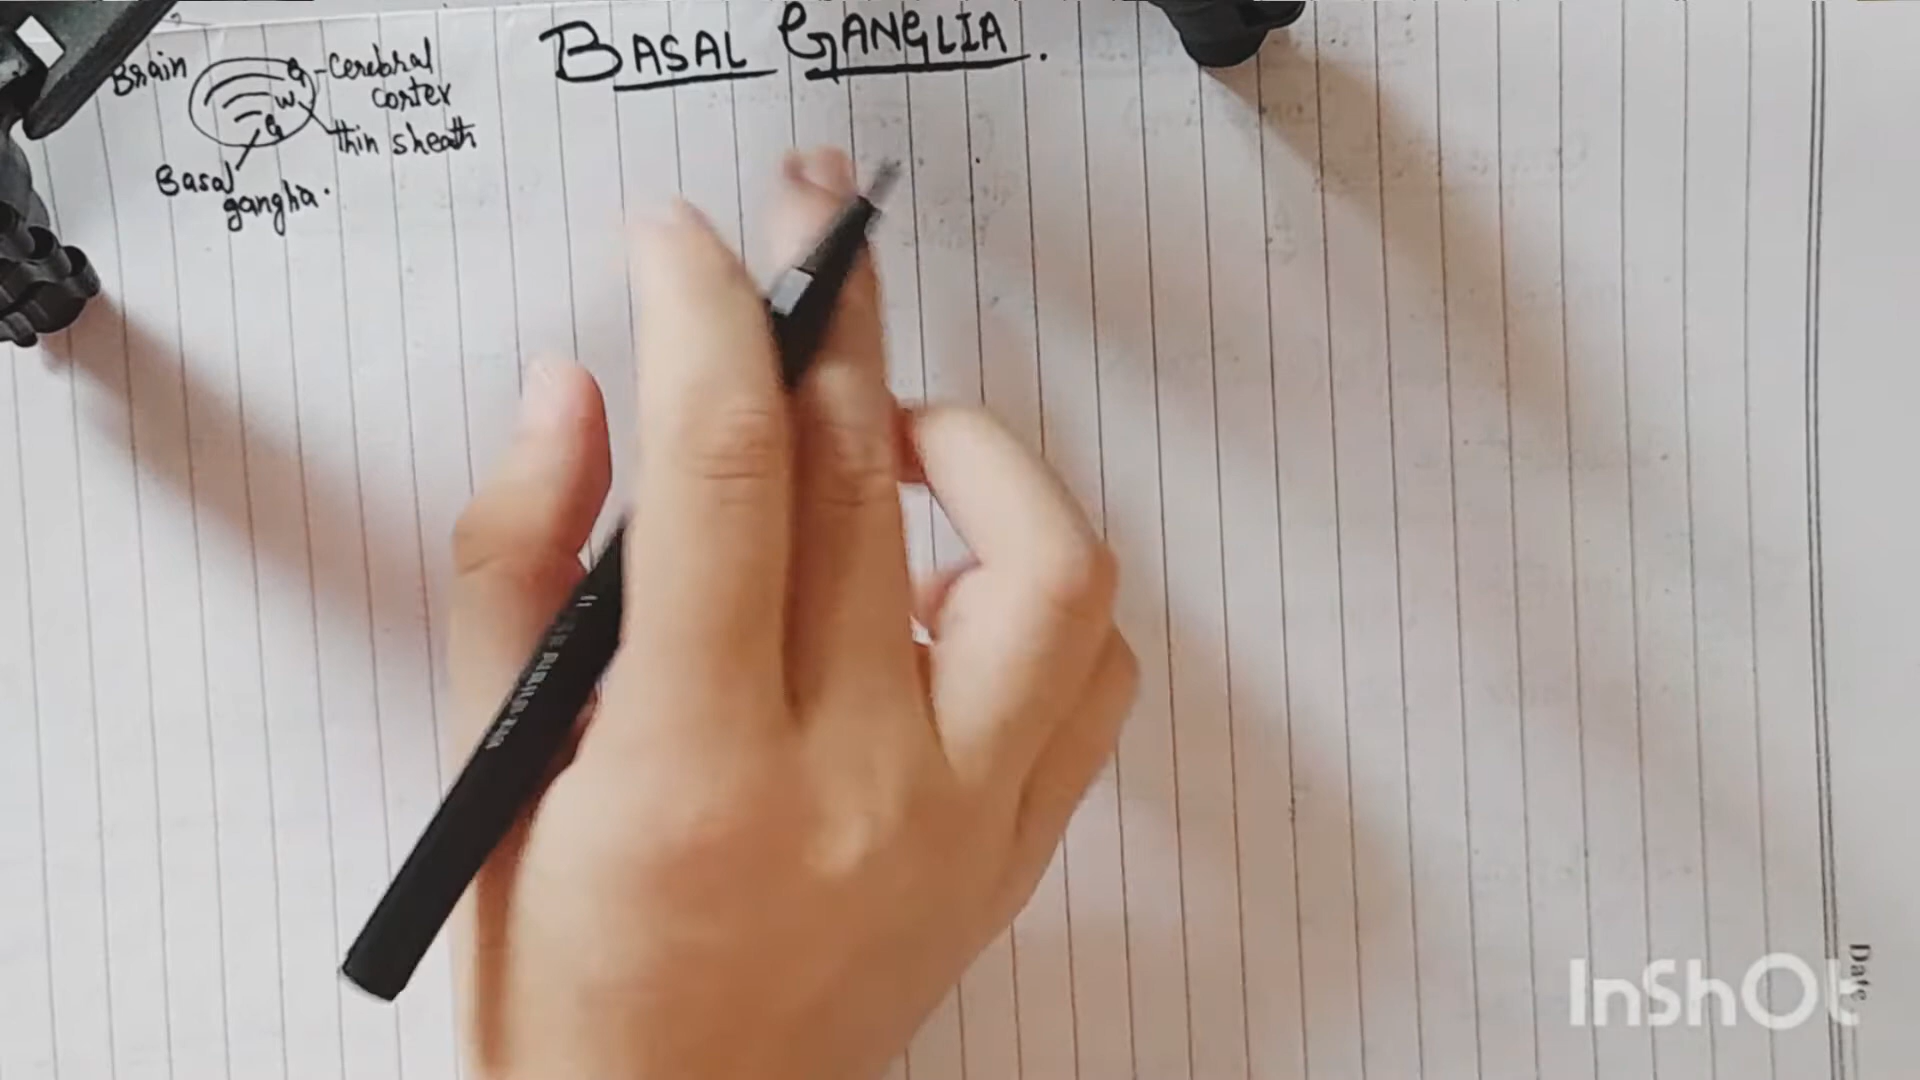 BASAL GANGLIA.
Brain
G - cerebral
cortex
W
thin sheath
G
Basal
ganglia.
Date
InShot